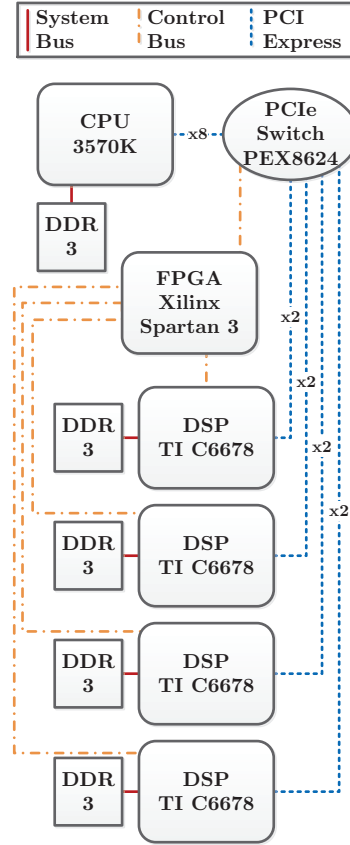 System
Bus
Control
Bus
PCI
Express
CPU
3570K
x8
PCIe
Switch
PEX8624
DDR
3
FPGA
Xilinx
Spartan 3
x2
x2
x2
x2
DDR
3
DSP
TI C6678
DDR
3
DSP
TI C6678
DDR
3
DSP
TI C6678
DDR
3
DSP
TI C6678